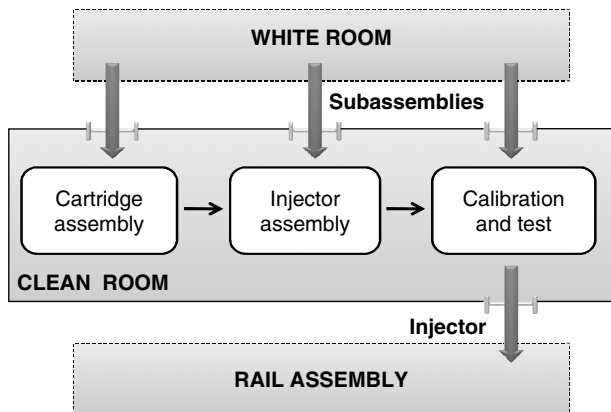 WHITE ROOM
Subassemblies
Cartridge
assembly
Injector
assembly
Calibration
and test
CLEAN ROOM
Injector
RAIL ASSEMBLY